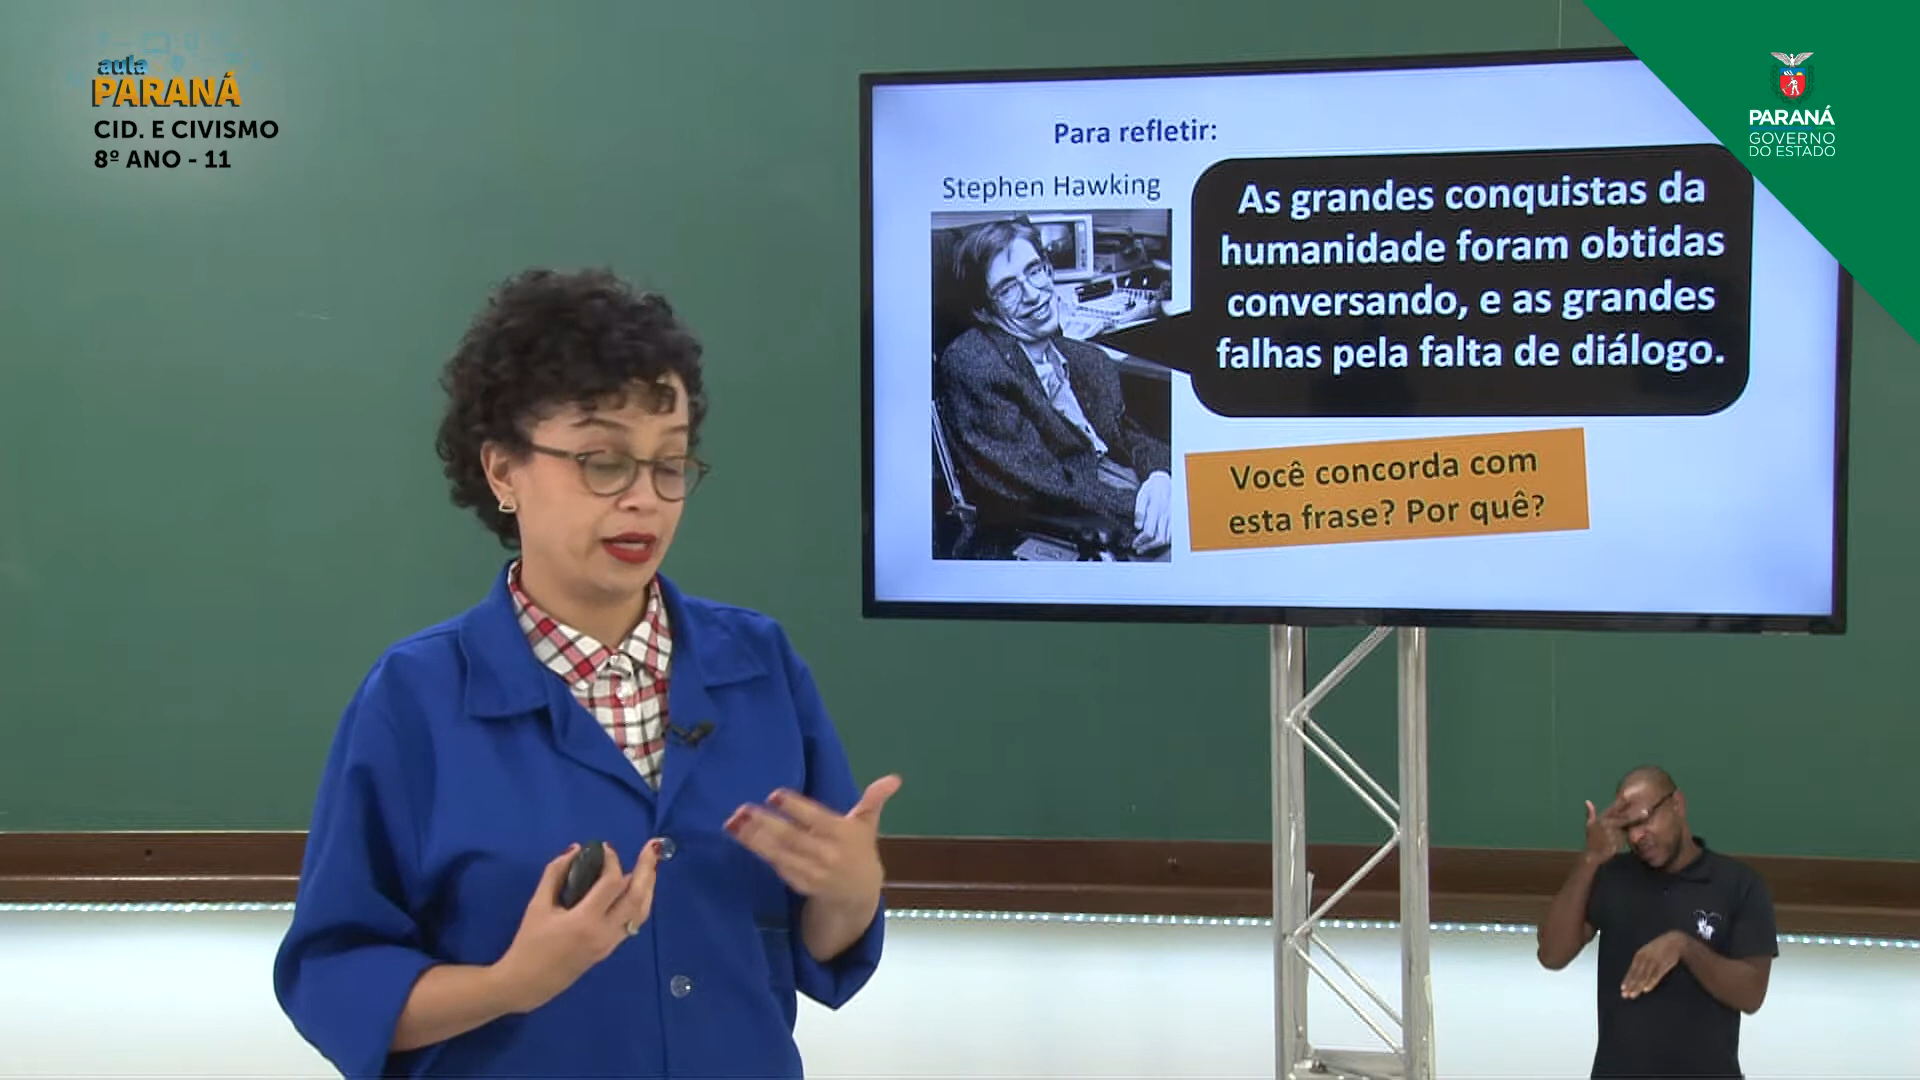 aula
PARANÁ
CID. E CIVISMO
8º ANO - 11
Para refletir:
Stephen Hawking
As grandes conquistas da
humanidade foram obtidas
conversando, e as grandes
falhas pela falta de diálogo.
Você concorda com
esta frase? Por quê?
PARANÁ
GOVERNO
DO ESTADO